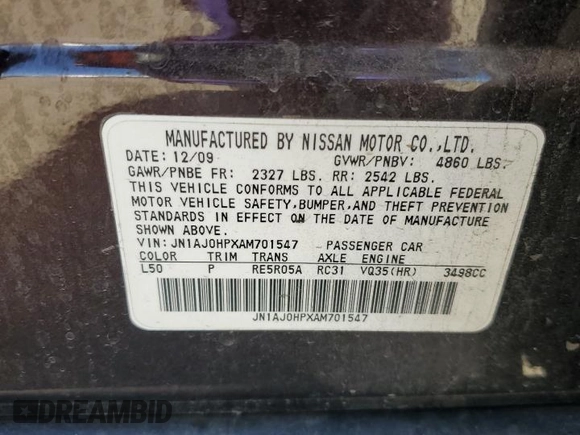 MANUFACTURED BY NISSAN MOTOR CO.,LTD.
DATE: 12/09 GVWR/PNBV: 4860 LBS.
GAWR/PNBE FR: 2327 LBS. RR: 2542 LBS.
THIS VEHICLE CONFORMS TO ALL APPLICABLE FEDERAL
MOTOR VEHICLE SAFETY,BUMPER,AND THEFT PREVENTION
STANDARDS IN EFFECT ON THE DATE OF MANUFACTURE
SHOWN ABOVE.
VIN: JN1AJ0HPXAM701547 PASSENGER CAR
COLOR TRIM TRANS AXLE ENGINE
L50 P RE5R05A RC31 VQ35(HR) 3498CC
JN1AJ0HPXAM701547
DREAMBID